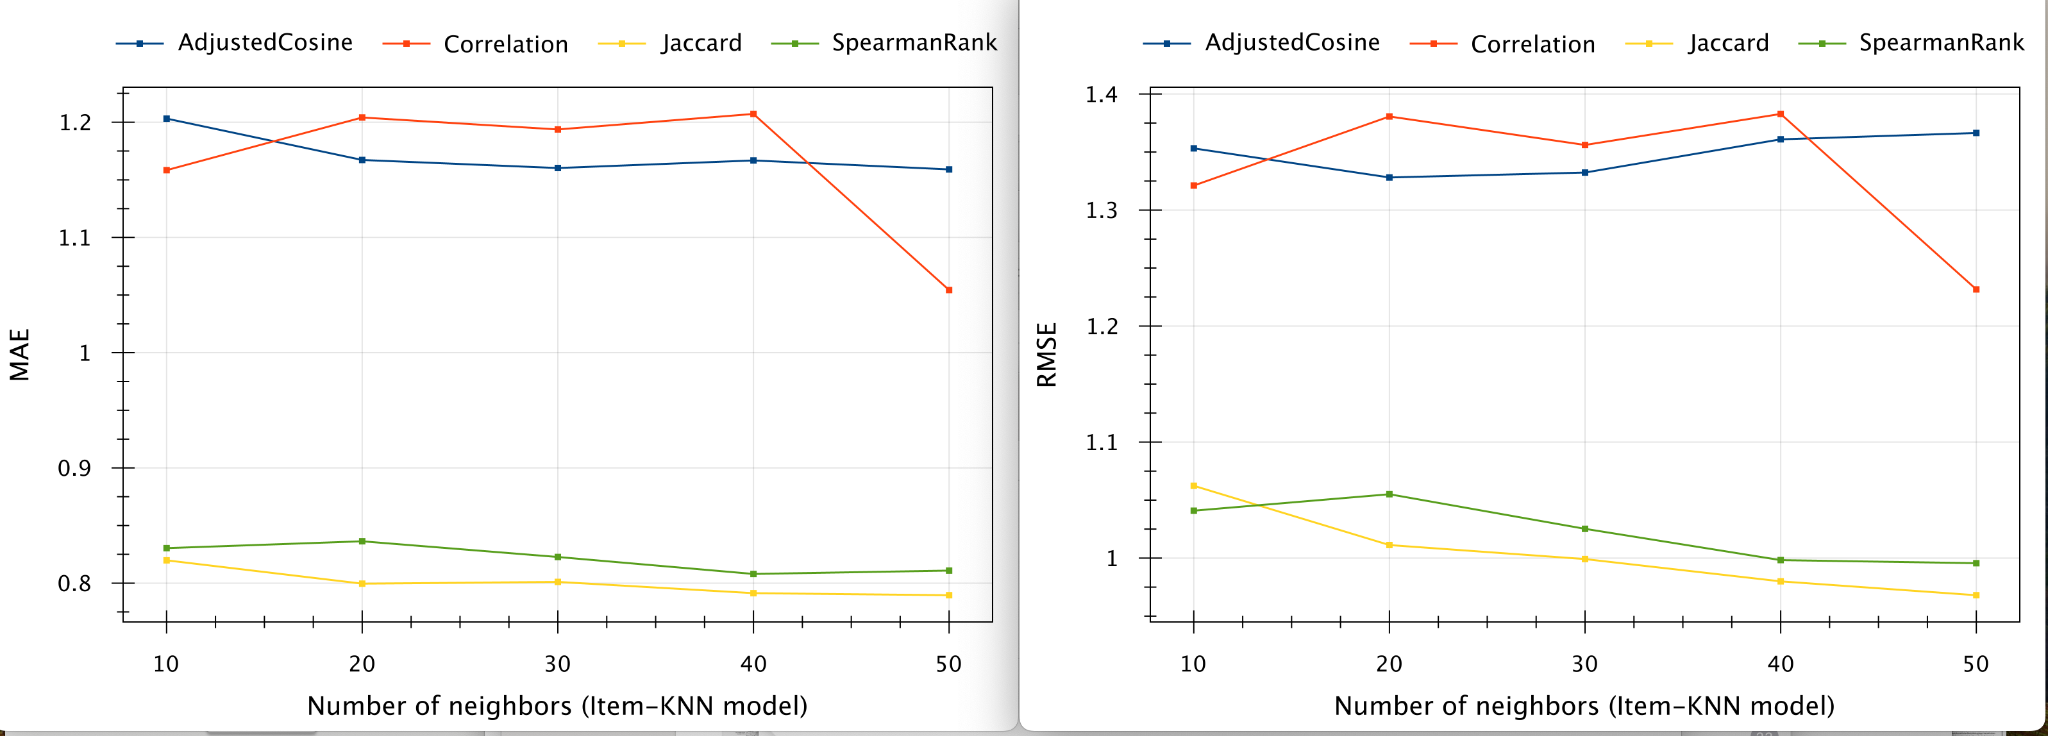 AdjustedCosine Correlation Jaccard SpearmanRank
1.2
1.1
1
0.9
0.8
MAE
10 20 30 40 50
Number of neighbors (Item-KNN model)
AdjustedCosine Correlation Jaccard SpearmanRank
1.4
1.3
1.2
1.1
1
RMSE
10 20 30 40 50
Number of neighbors (Item-KNN model)